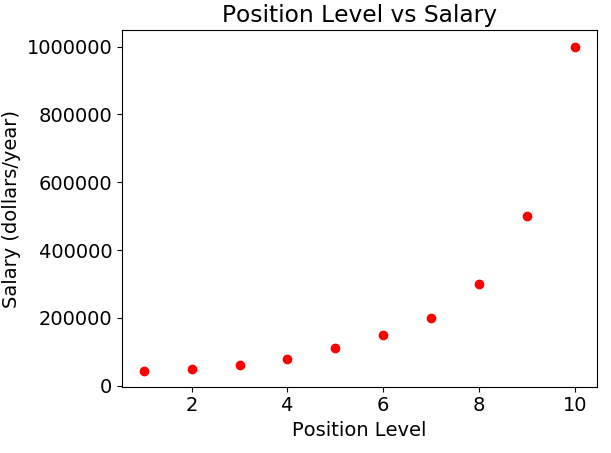 Position Level vs Salary
1000000
800000
600000
400000
200000
0
Salary (dollars/year)
2 4 6 8 10
Position Level